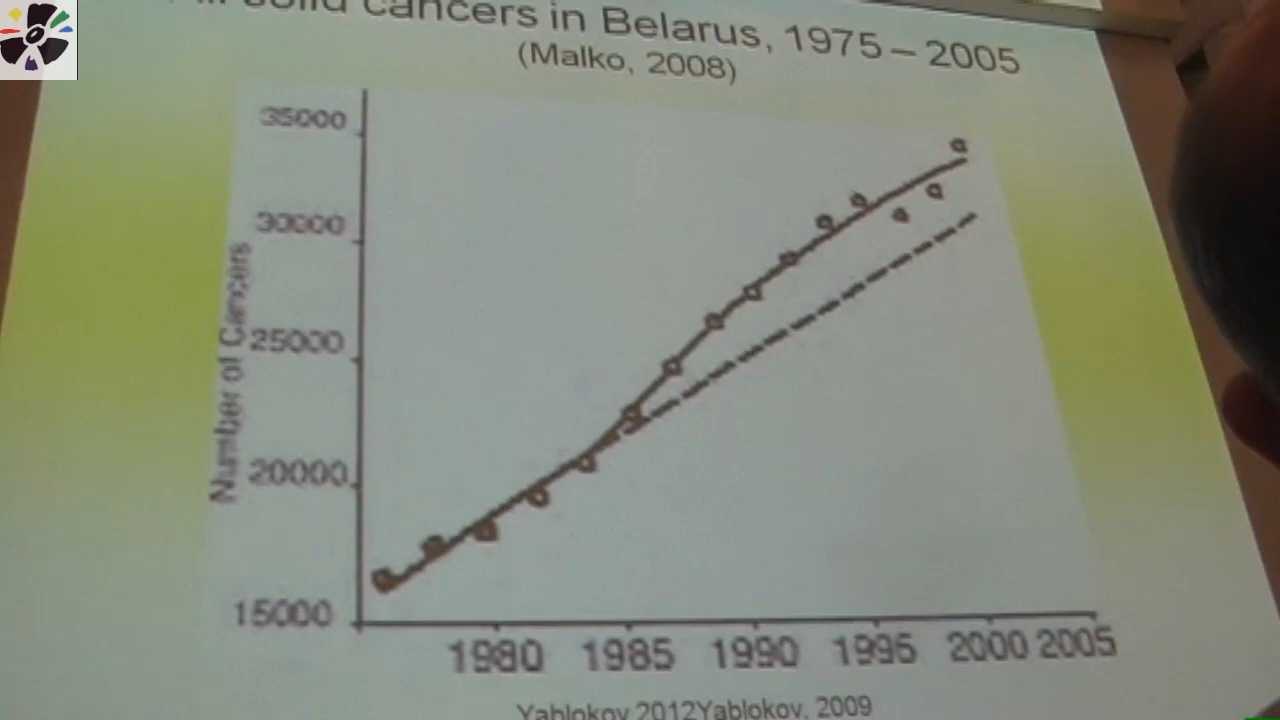 solid cancers in Belarus, 1975 – 2005
(Malko, 2008)
35000
30000
25000
20000
15000
Number of Cancers
1980 1985 1990 1995 2000 2005
Yablokov 2012Yablokov, 2009